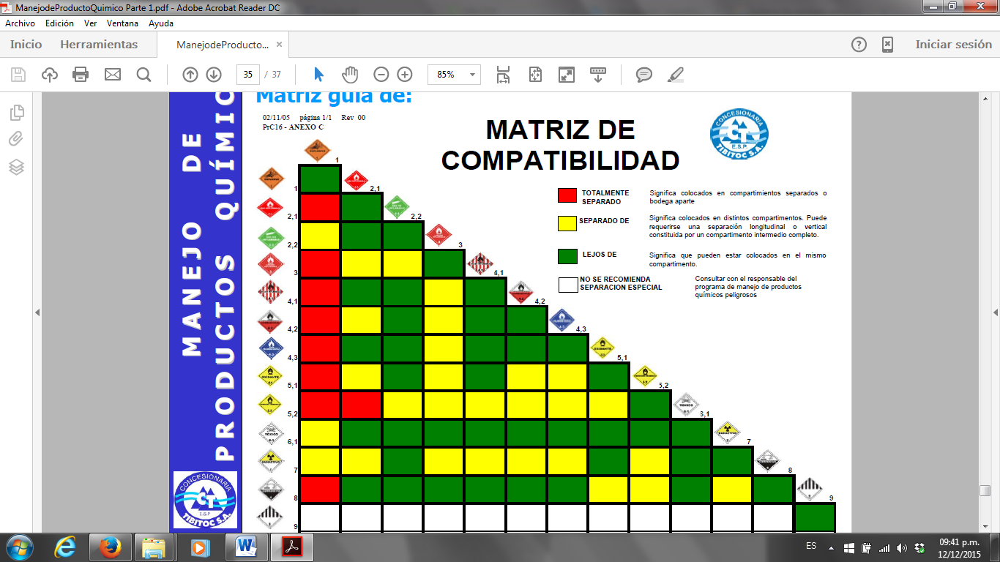 ManejodeProductoQuimico Parte 1.pdf - Adobe Acrobat Reader DC
Archivo Edición Ver Ventana Ayuda
Inicio Herramientas ManejodeProducto... × Iniciar sesión
35 / 37 85%
MANEJO DE
PRODUCTOS QUÍMIC
Matriz guía de:
02/11/05 página 1/1 Rev 00
PrC16 - ANEXO C
MATRIZ DE
COMPATIBILIDAD
CONCESIONARIA
CT
E.S.P.
TIBITOC S.A.
TOTALMENTE
SEPARADO
Significa colocados en compartimientos separados o
bodega aparte
SEPARADO DE
Significa colocados en distintos compartimentos. Puede
requerirse una separación longitudinal o vertical
constituida por un compartimento intermedio completo.
LEJOS DE
Significa que pueden estar colocados en el mismo
compartimento.
NO SE RECOMIENDA
SEPARACION ESPECIAL
Consultar con el responsable del
programa de manejo de productos
químicos peligrosos
1
1
2,1
2,1
2,2
2,2
3
3
4,1
4,1
4,2
4,2
4,3
4,3
5,1
5,1
5,2
5,2
6,1
6,1
7
7
8
8
9
9
OXIDANTE
TOXICO
TOXICO
RADIACTIVO
CONCESIONARIA
CT
E.S.P
TIBITOC S.A.
ES
09:41 p.m.
12/12/2015